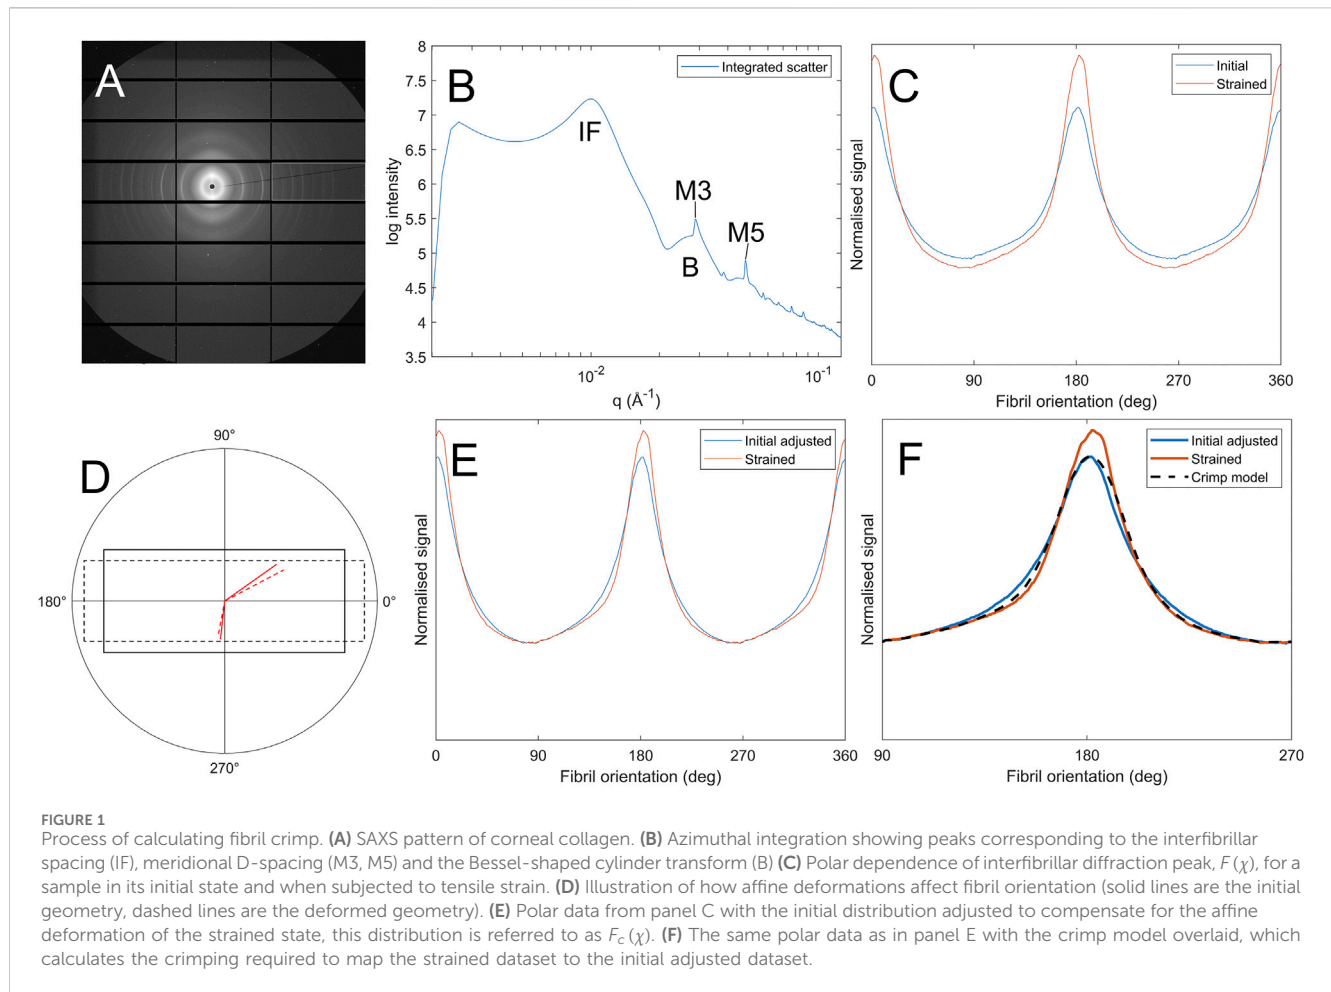 A
B
8
7.5
7
6.5
6
5.5
5
4.5
4
3.5
log intensity
Integrated scatter
IF
M3
M5
B
10⁻²
10⁻¹
q (Å⁻¹)
C
Initial
Strained
Normalised signal
0
90
180
270
360
Fibril orientation (deg)
D
90°
180°
0°
270°
E
Initial adjusted
Strained
Normalised signal
0
90
180
270
360
Fibril orientation (deg)
F
Initial adjusted
Strained
Crimp model
Normalised signal
90
180
270
Fibril orientation (deg)
FIGURE 1
Process of calculating fibril crimp. (A) SAXS pattern of corneal collagen. (B) Azimuthal integration showing peaks corresponding to the interfibrillar
spacing (IF), meridional D-spacing (M3, M5) and the Bessel-shaped cylinder transform (B) (C) Polar dependence of interfibrillar diffraction peak, F(χ), for a
sample in its initial state and when subjected to tensile strain. (D) Illustration of how affine deformations affect fibril orientation (solid lines are the initial
geometry, dashed lines are the deformed geometry). (E) Polar data from panel C with the initial distribution adjusted to compensate for the affine
deformation of the strained state, this distribution is referred to as F_c(χ). (F) The same polar data as in panel E with the crimp model overlaid, which
calculates the crimping required to map the strained dataset to the initial adjusted dataset.